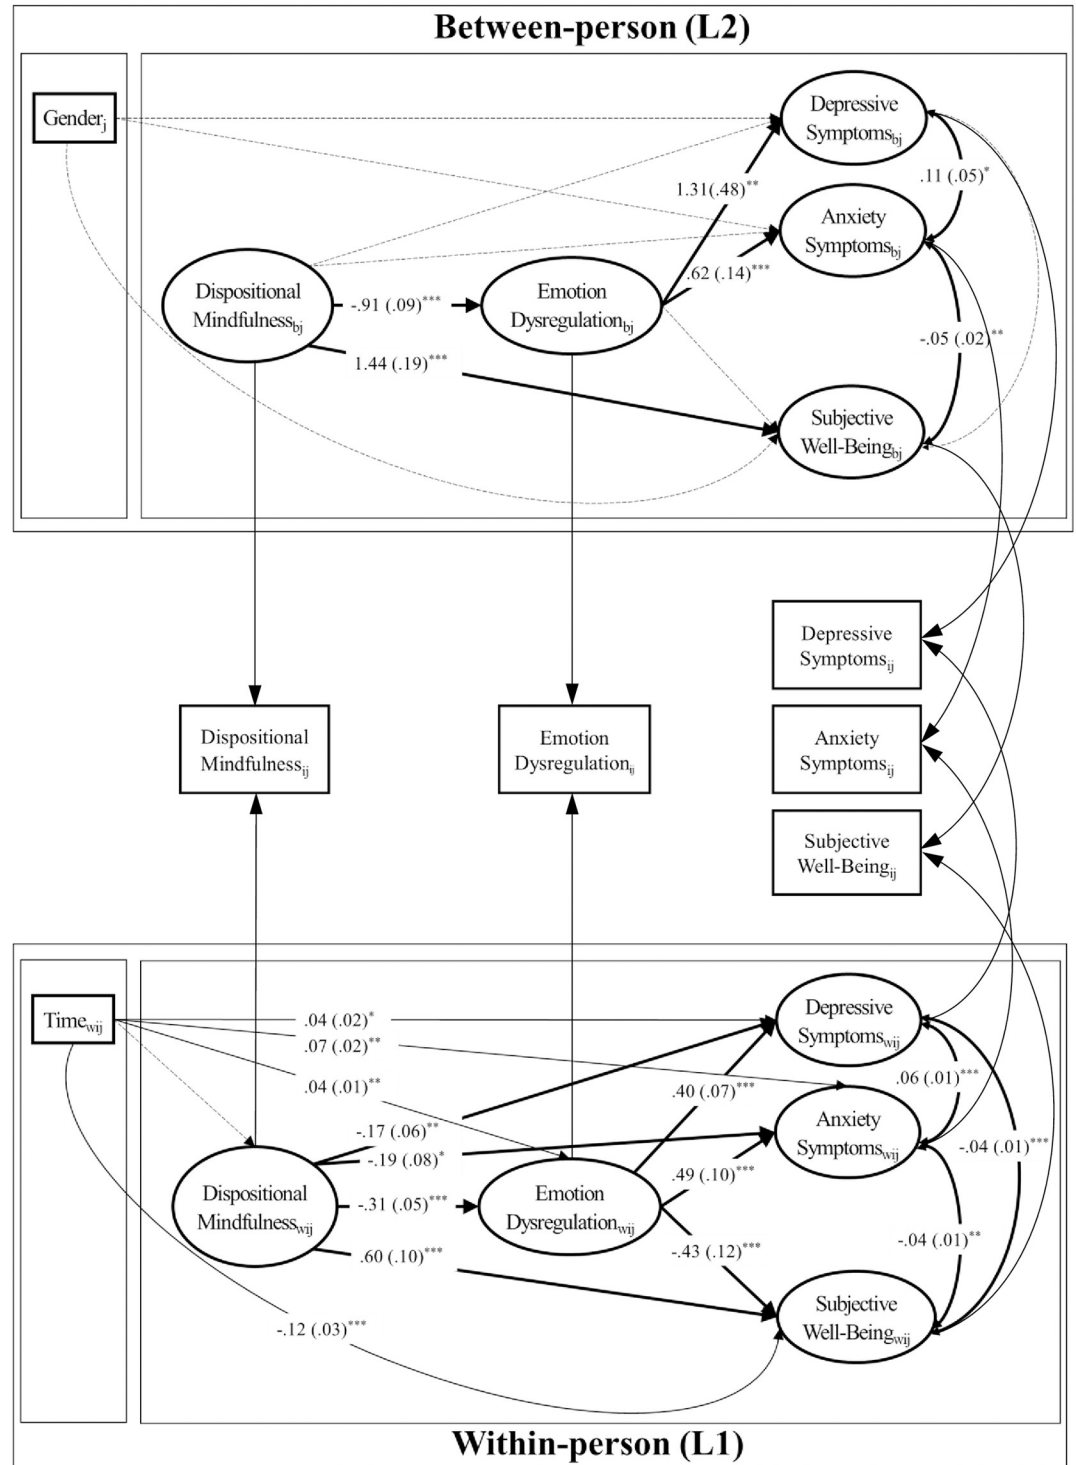 Between-person (L2)
Gender_j
Depressive
Symptoms_bj
.11 (.05)*
1.31(.48)**
Anxiety
Symptoms_bj
.62 (.14)***
Dispositional
Mindfulness_bj
-.91 (.09)***
Emotion
Dysregulation_bj
-.05 (.02)**
1.44 (.19)***
Subjective
Well-Being_bj
Depressive
Symptoms_ij
Dispositional
Mindfulness_ij
Emotion
Dysregulation_ij
Anxiety
Symptoms_ij
Subjective
Well-Being_ij
Time_wij
.04 (.02)*
.07 (.02)**
.04 (.01)**
Depressive
Symptoms_wij
.06 (.01)***
.40 (.07)***
-.17 (.06)**
-.19 (.08)*
Anxiety
Symptoms_wij
-.04 (.01)***
.49 (.10)***
Dispositional
Mindfulness_wij
-.31 (.05)***
Emotion
Dysregulation_wij
-.04 (.01)**
-.43 (.12)***
.60 (.10)***
Subjective
Well-Being_wij
-.12 (.03)***
Within-person (L1)